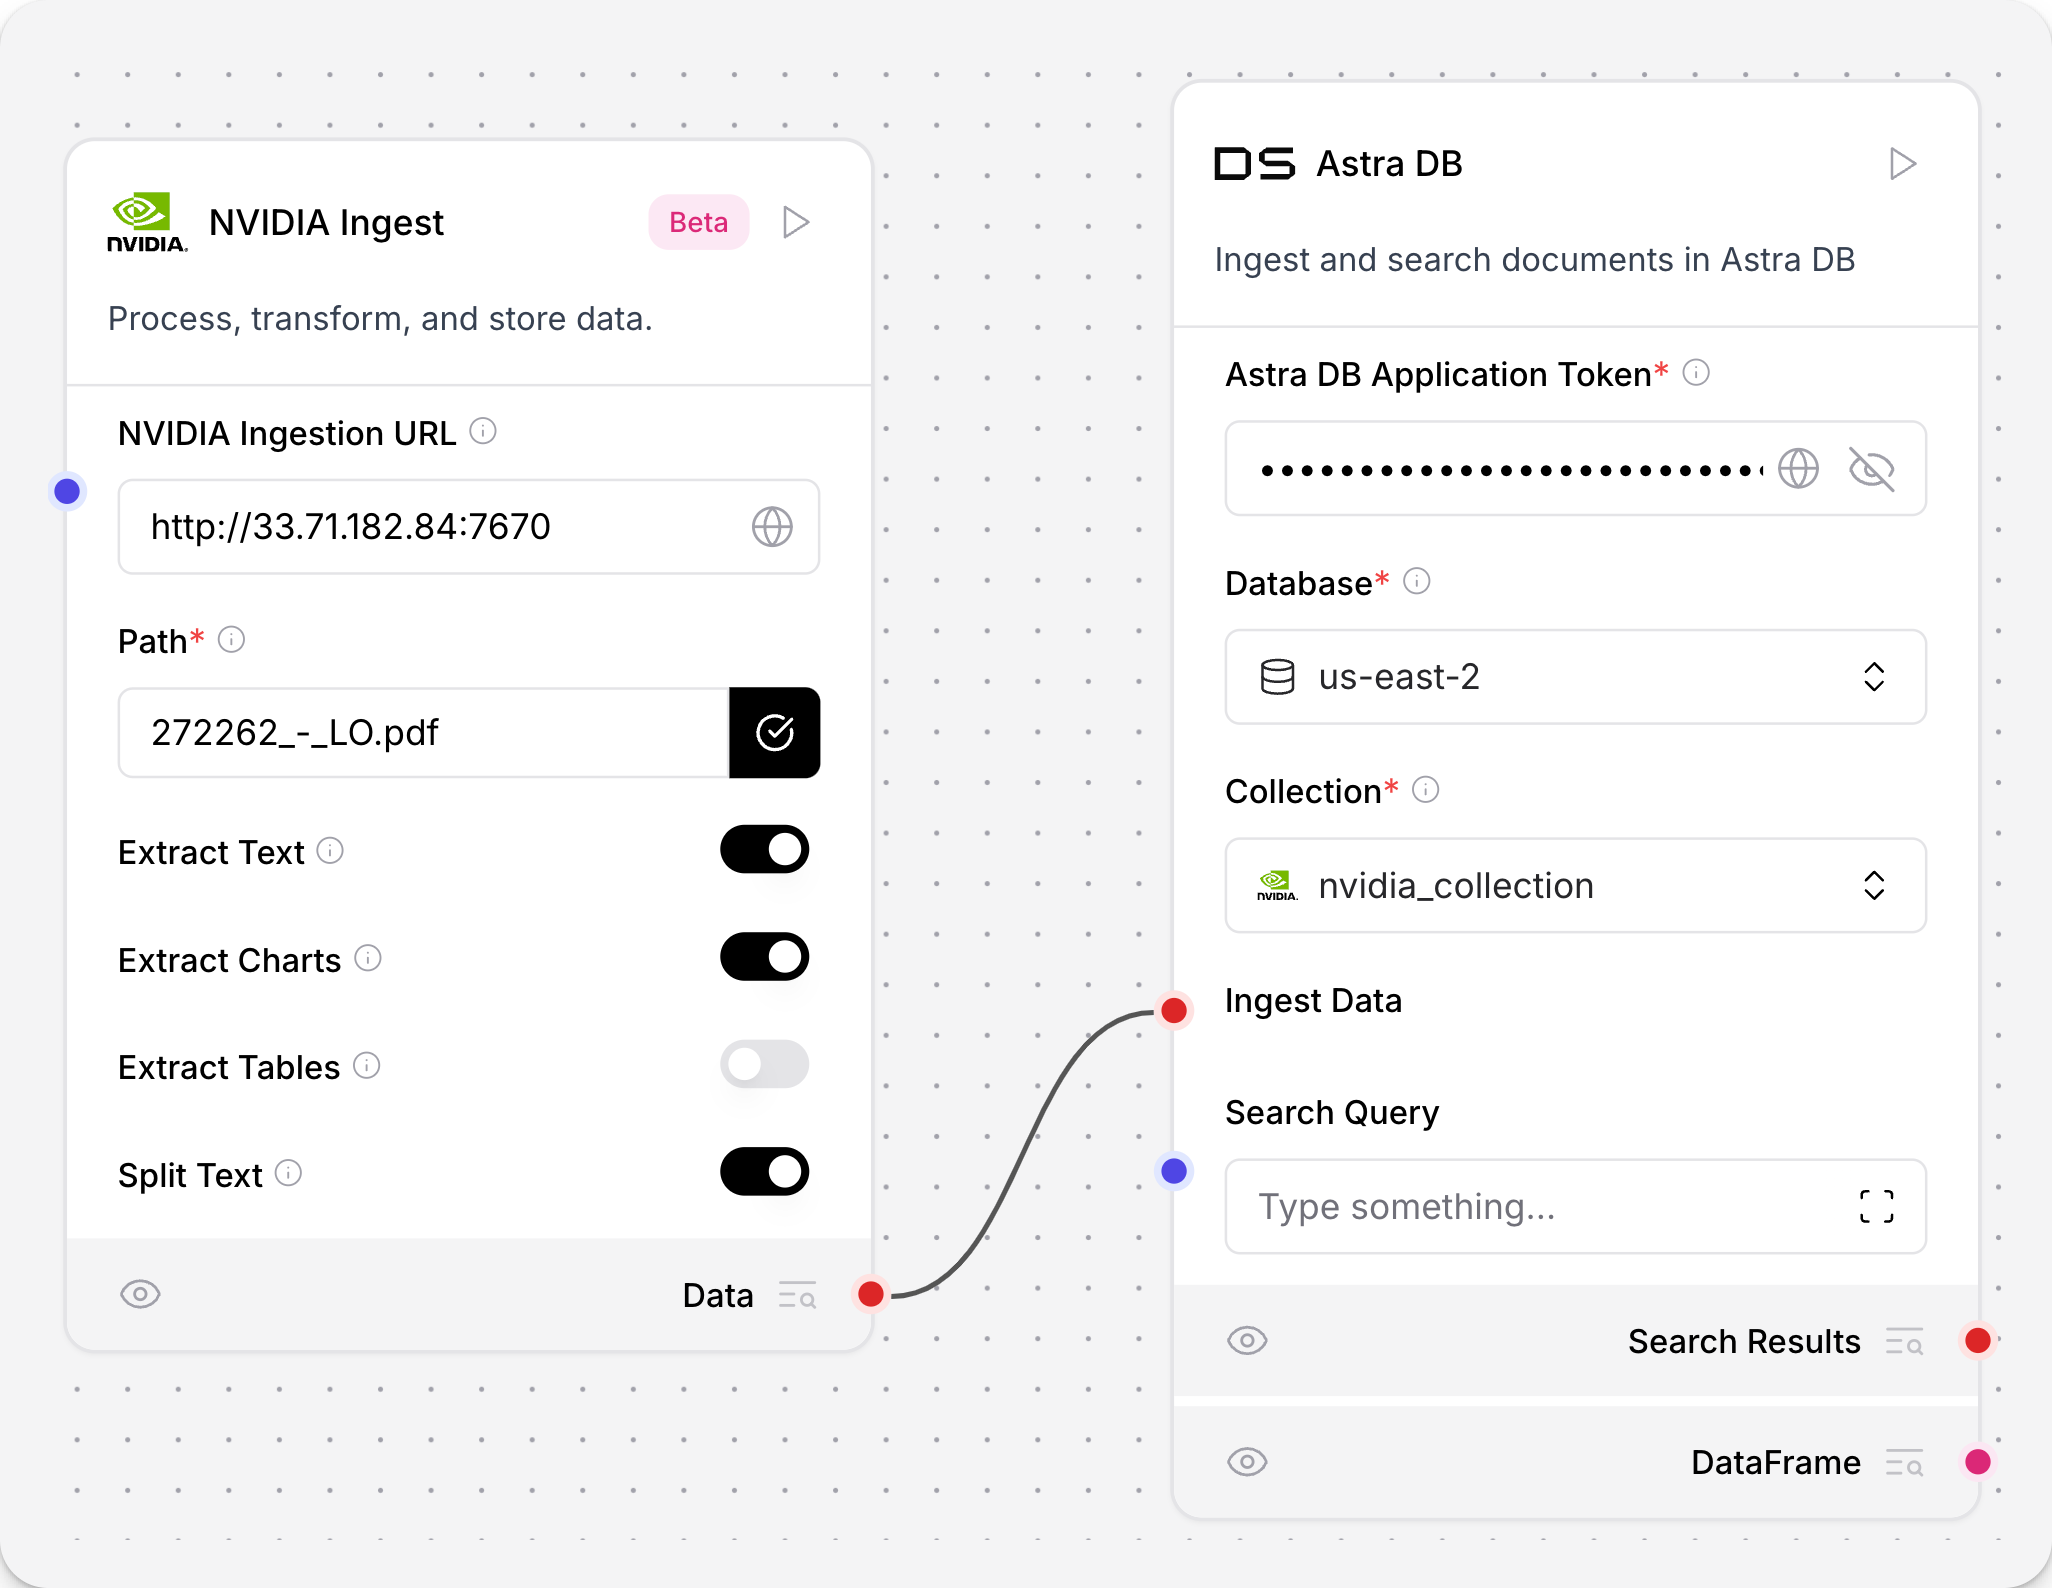 NVIDIA Ingest
Beta
Process, transform, and store data.
NVIDIA Ingestion URL
http://33.71.182.84:7670
Path*
272262_-_LO.pdf
Extract Text
Extract Charts
Extract Tables
Split Text
Data
DS Astra DB
Ingest and search documents in Astra DB
Astra DB Application Token*
Database*
us-east-2
Collection*
NVIDIA. nvidia_collection
Ingest Data
Search Query
Type something...
Search Results
DataFrame
NVIDIA.